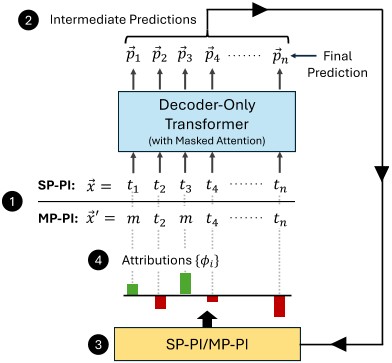 2 Intermediate Predictions
p⃗₁ p⃗₂ p⃗₃ p⃗₄ ······· p⃗ₙ
Final
Prediction
Decoder-Only
Transformer
(with Masked Attention)
1
SP-PI: x⃗ = t₁ t₂ t₃ t₄ ······· tₙ
MP-PI: x⃗′ = m t₂ m t₄ ······· tₙ
4 Attributions {ϕᵢ}
3 SP-PI/MP-PI